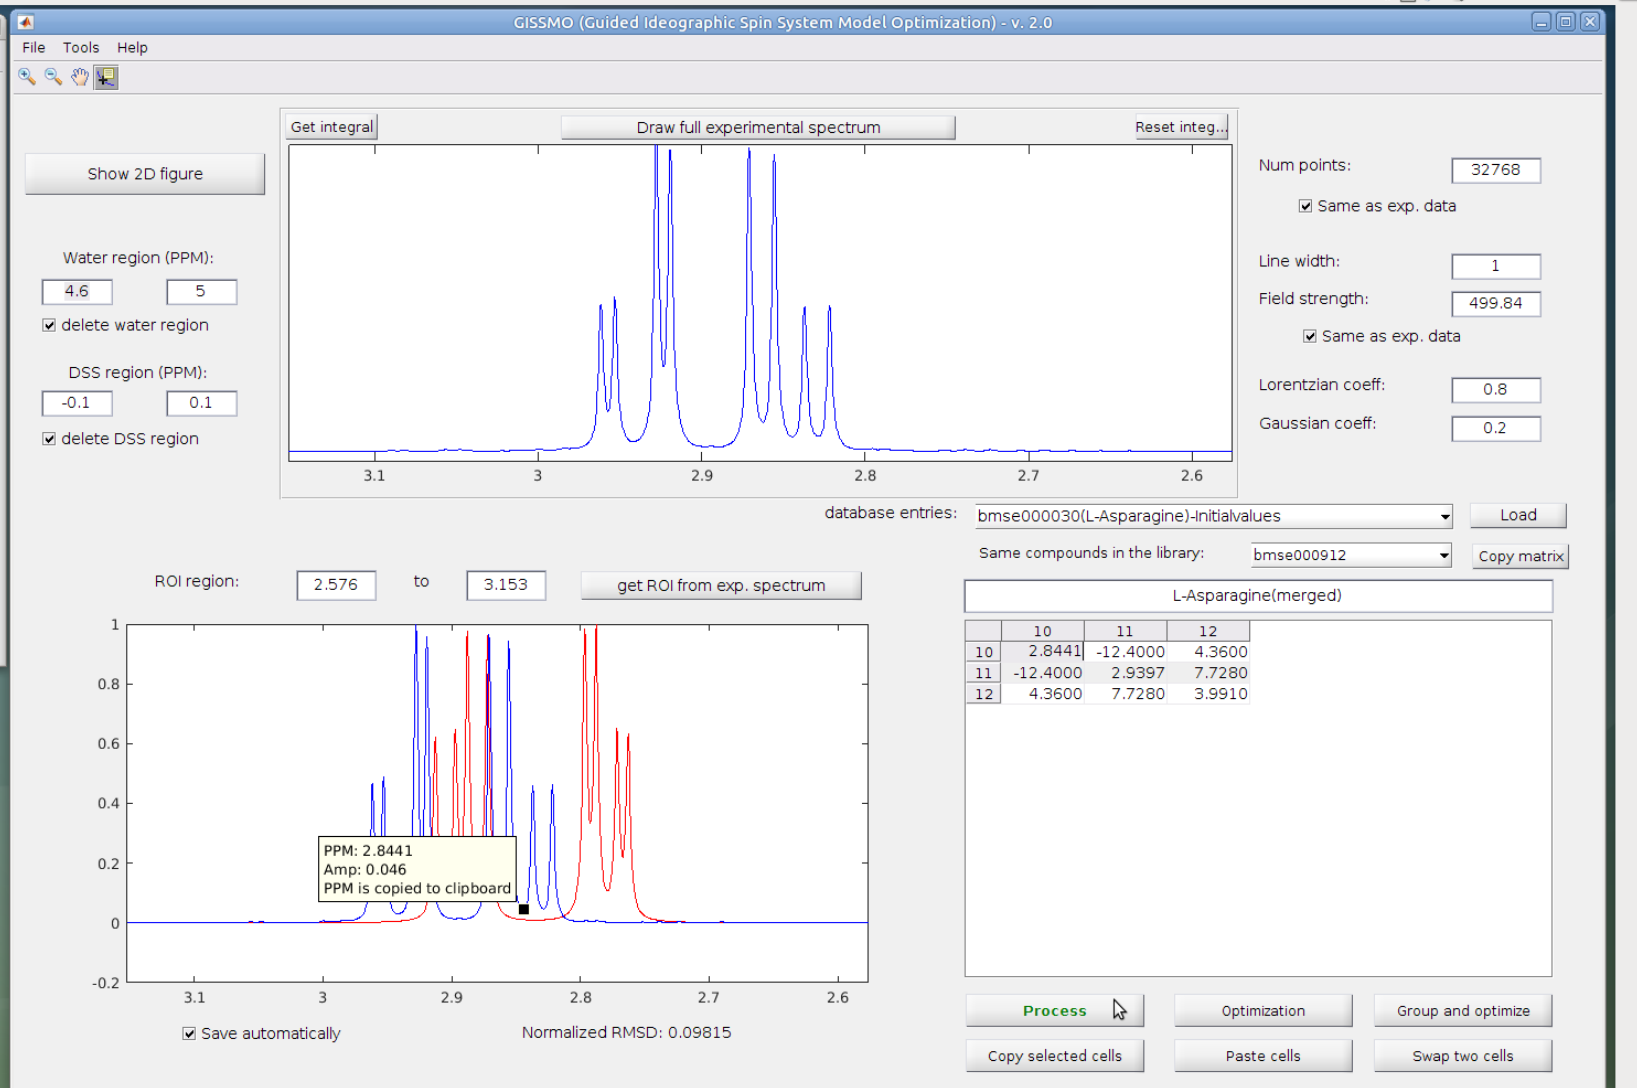 GISSMO (Guided Ideographic Spin System Model Optimization) - v. 2.0
File Tools Help
Get integral Draw full experimental spectrum Reset integ...
Show 2D figure
Water region (PPM):
4.6 5
delete water region
DSS region (PPM):
-0.1 0.1
delete DSS region
3.1 3 2.9 2.8 2.7 2.6
Num points: 32768
Same as exp. data
Line width: 1
Field strength: 499.84
Same as exp. data
Lorentzian coeff: 0.8
Gaussian coeff: 0.2
database entries: bmse000030(L-Asparagine)-Initialvalues Load
Same compounds in the library: bmse000912 Copy matrix
ROI region: 2.576 to 3.153 get ROI from exp. spectrum
L-Asparagine(merged)
10 11 12
10 2.8441 -12.4000 4.3600
11 -12.4000 2.9397 7.7280
12 4.3600 7.7280 3.9910
1
0.8
0.6
0.4
0.2
0
-0.2
PPM: 2.8441
Amp: 0.046
PPM is copied to clipboard
3.1 3 2.9 2.8 2.7 2.6
Save automatically Normalized RMSD: 0.09815
Process Optimization Group and optimize
Copy selected cells Paste cells Swap two cells